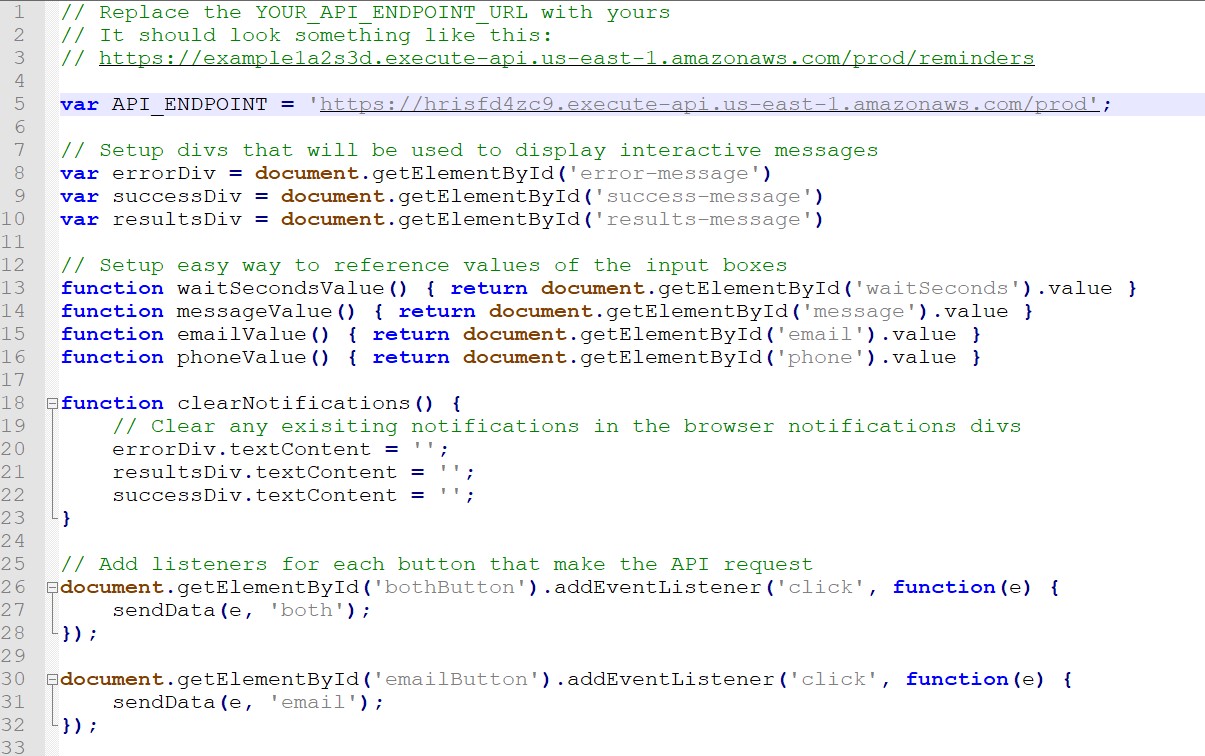 1 // Replace the YOUR_API_ENDPOINT_URL with yours
2 // It should look something like this:
3 // https://example1a2s3d.execute-api.us-east-1.amazonaws.com/prod/reminders
4
5 var API_ENDPOINT = 'https://hrisfd4zc9.execute-api.us-east-1.amazonaws.com/prod';
6
7 // Setup divs that will be used to display interactive messages
8 var errorDiv = document.getElementById('error-message')
9 var successDiv = document.getElementById('success-message')
10 var resultsDiv = document.getElementById('results-message')
11
12 // Setup easy way to reference values of the input boxes
13 function waitSecondsValue() { return document.getElementById('waitSeconds').value }
14 function messageValue() { return document.getElementById('message').value }
15 function emailValue() { return document.getElementById('email').value }
16 function phoneValue() { return document.getElementById('phone').value }
17
18 function clearNotifications() {
19     // Clear any exisiting notifications in the browser notifications divs
20     errorDiv.textContent = '';
21     resultsDiv.textContent = '';
22     successDiv.textContent = '';
23 }
24
25 // Add listeners for each button that make the API request
26 document.getElementById('bothButton').addEventListener('click', function(e) {
27     sendData(e, 'both');
28 });
29
30 document.getElementById('emailButton').addEventListener('click', function(e) {
31     sendData(e, 'email');
32 });
33